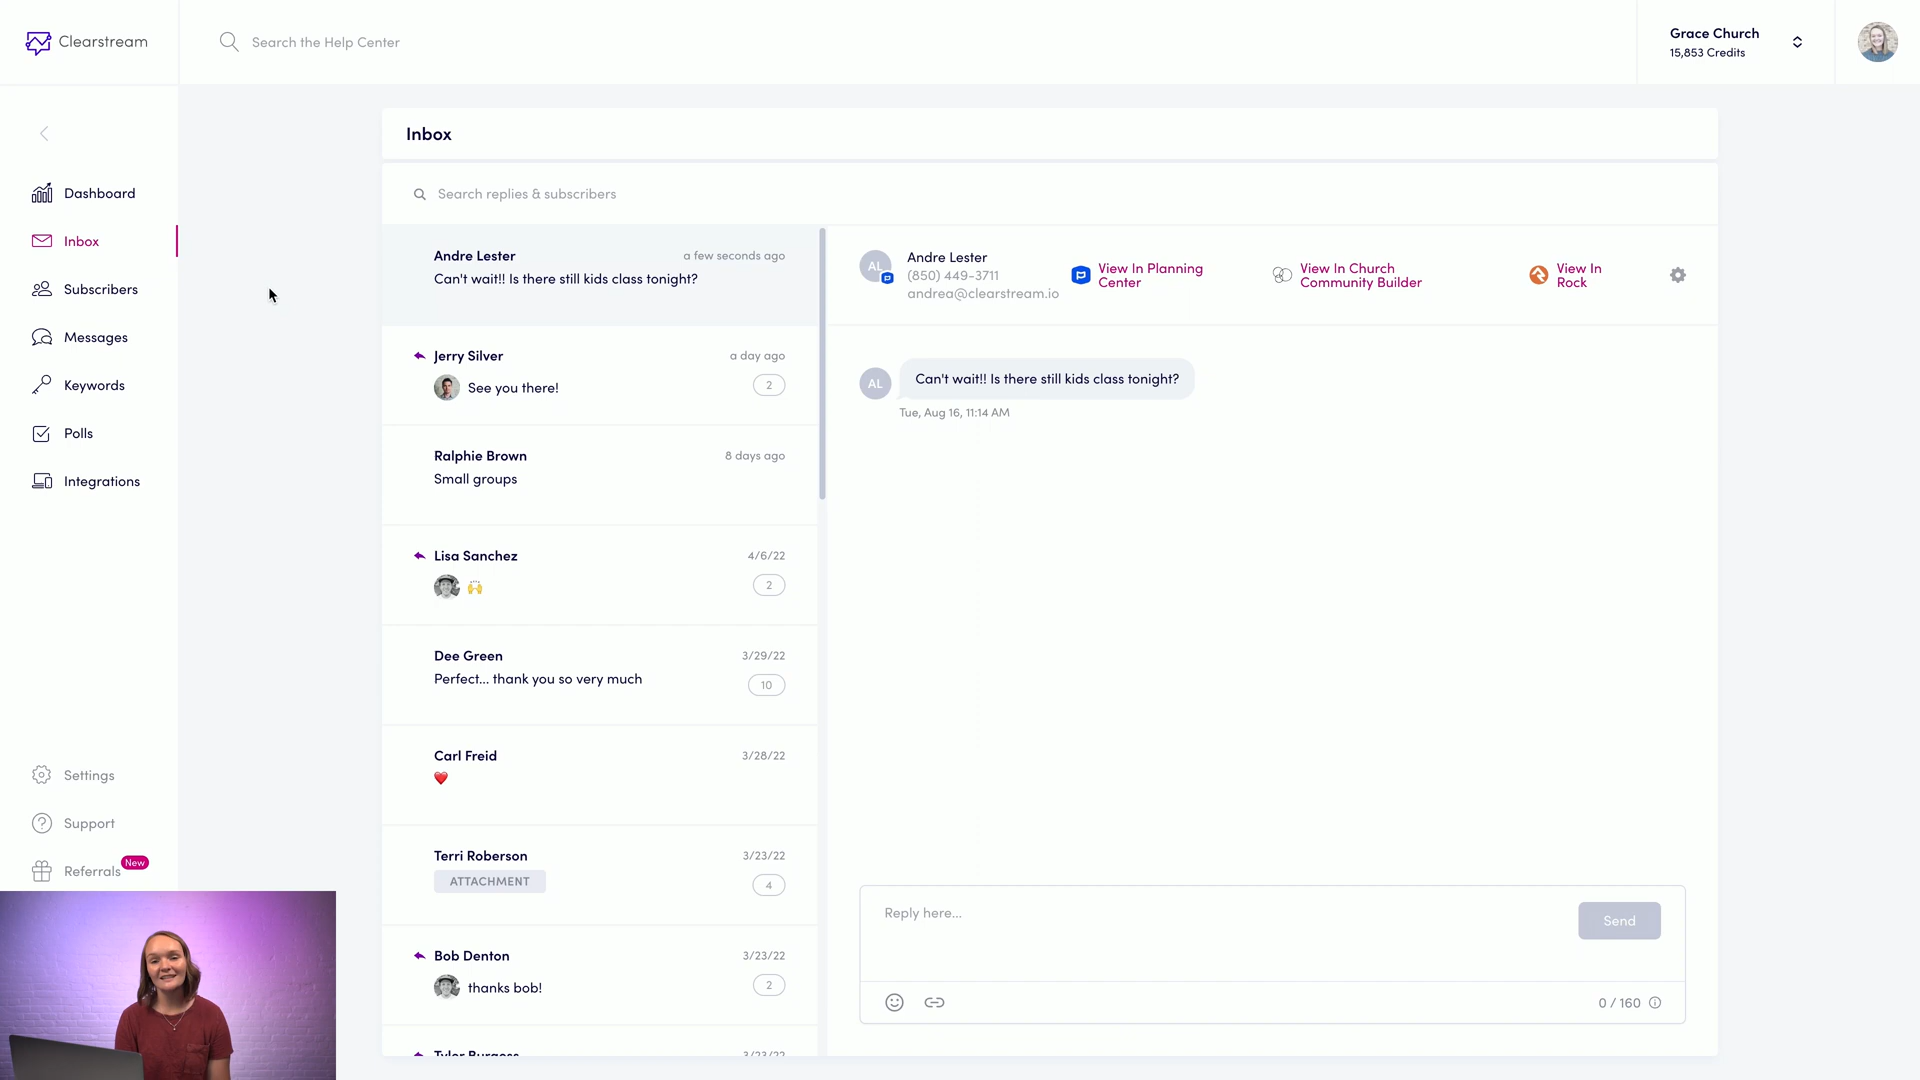 Clearstream
Search the Help Center
Grace Church
15,853 Credits
Dashboard
Inbox
Subscribers
Messages
Keywords
Polls
Integrations
Settings
Support
Referrals
New
Inbox
Search replies & subscribers
Andre Lester
a few seconds ago
Can't wait!! Is there still kids class tonight?
Jerry Silver
a day ago
See you there!
2
Ralphie Brown
8 days ago
Small groups
Lisa Sanchez
4/6/22
🙌
2
Dee Green
3/29/22
Perfect... thank you so very much
10
Carl Freid
3/28/22
❤️
Terri Roberson
3/23/22
ATTACHMENT
4
Bob Denton
3/23/22
thanks bob!
2
Tyler Burgess
3/23/22
AL
Andre Lester
(850) 449-3711
andrea@clearstream.io
View In Planning
Center
View In Church
Community Builder
View In
Rock
AL
Can't wait!! Is there still kids class tonight?
Tue, Aug 16, 11:14 AM
Reply here...
Send
0 / 160